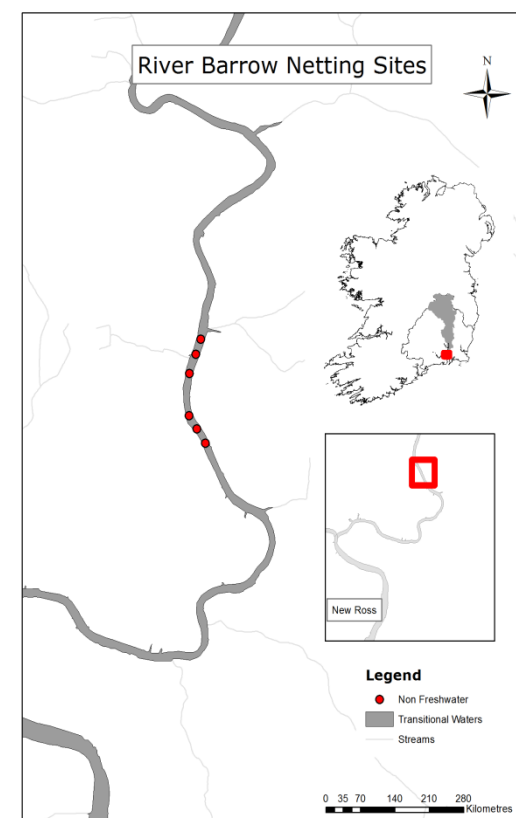 River Barrow Netting Sites
N
New Ross
Legend
Non Freshwater
Transitional Waters
Streams
0 35 70 140 210 280
Kilometres